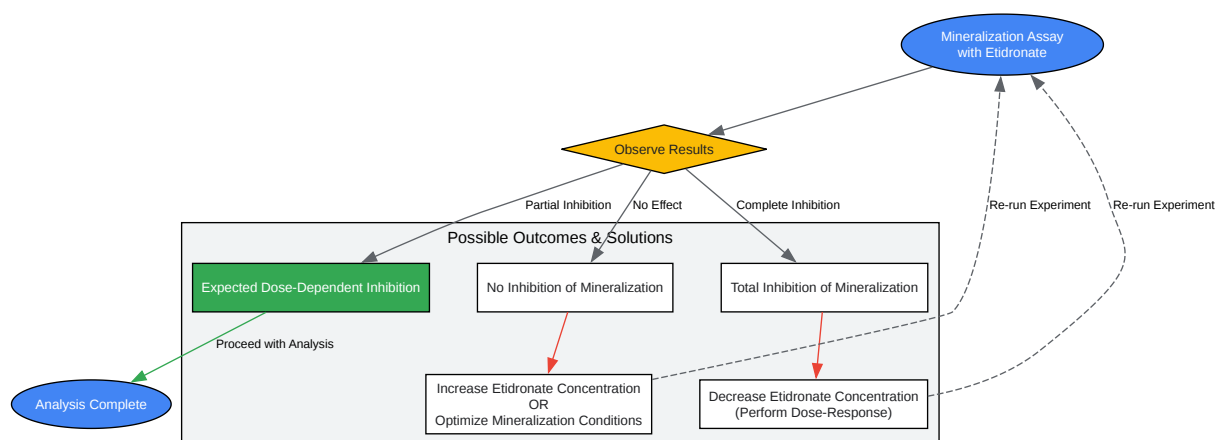 Mineralization Assay
with Etidronate
Observe Results
Partial Inhibition
No Effect
Complete Inhibition
Re-run Experiment
Re-run Experiment
Possible Outcomes & Solutions
Expected Dose-Dependent Inhibition
No Inhibition of Mineralization
Total Inhibition of Mineralization
Proceed with Analysis
Analysis Complete
Increase Etidronate Concentration
OR
Optimize Mineralization Conditions
Decrease Etidronate Concentration
(Perform Dose-Response)